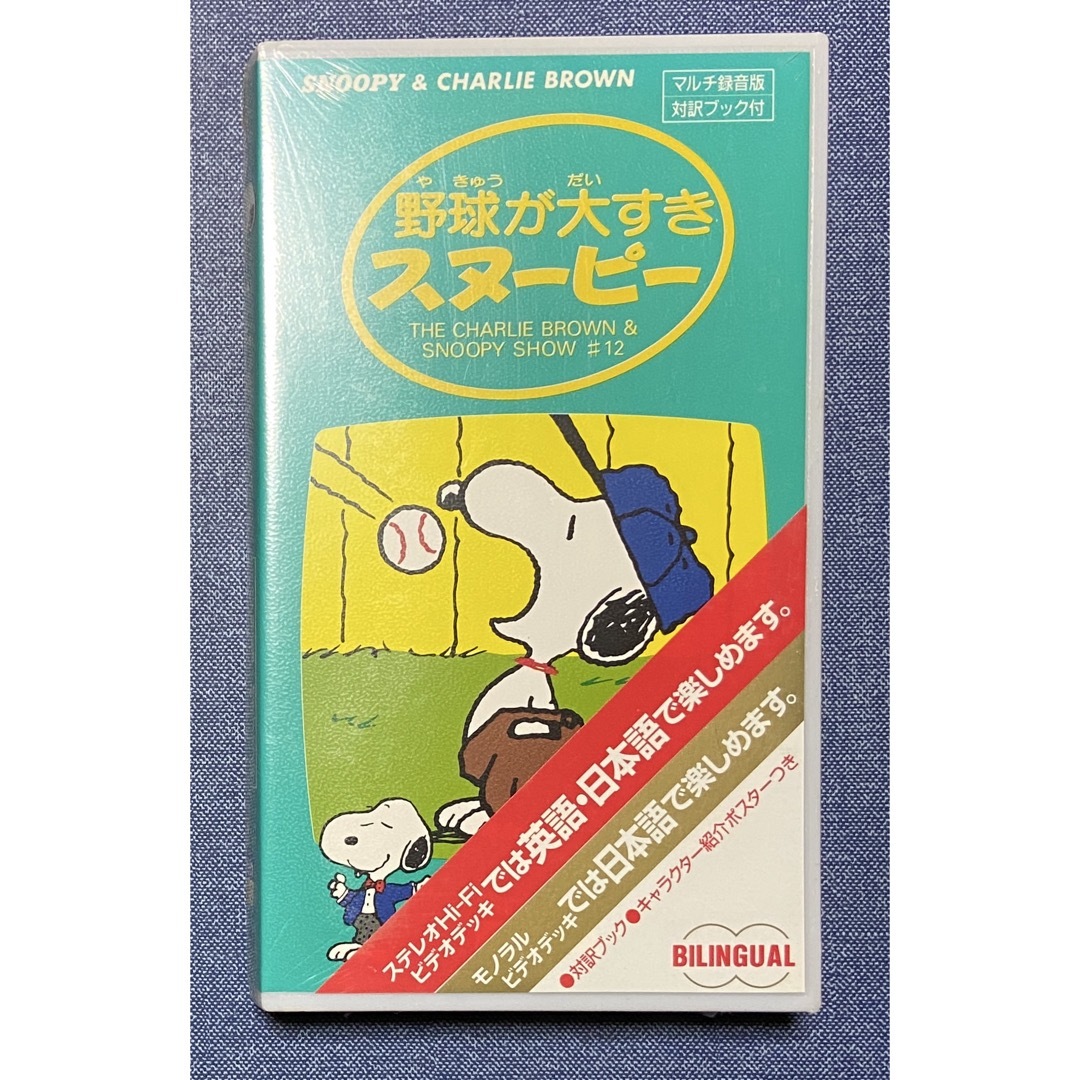 SNOOPY & CHARLIE BROWN
マルチ録音版
対訳ブック付
や きゅう だい
野球が大すき
スヌーピー
THE CHARLIE BROWN &
SNOOPY SHOW ♯12
ステレオHi-Fi
ビデオデッキでは英語・日本語で楽しめます。
モノラル
ビデオデッキでは日本語で楽しめます。
●対訳ブック●キャラクター紹介ポスターつき
BILINGUAL